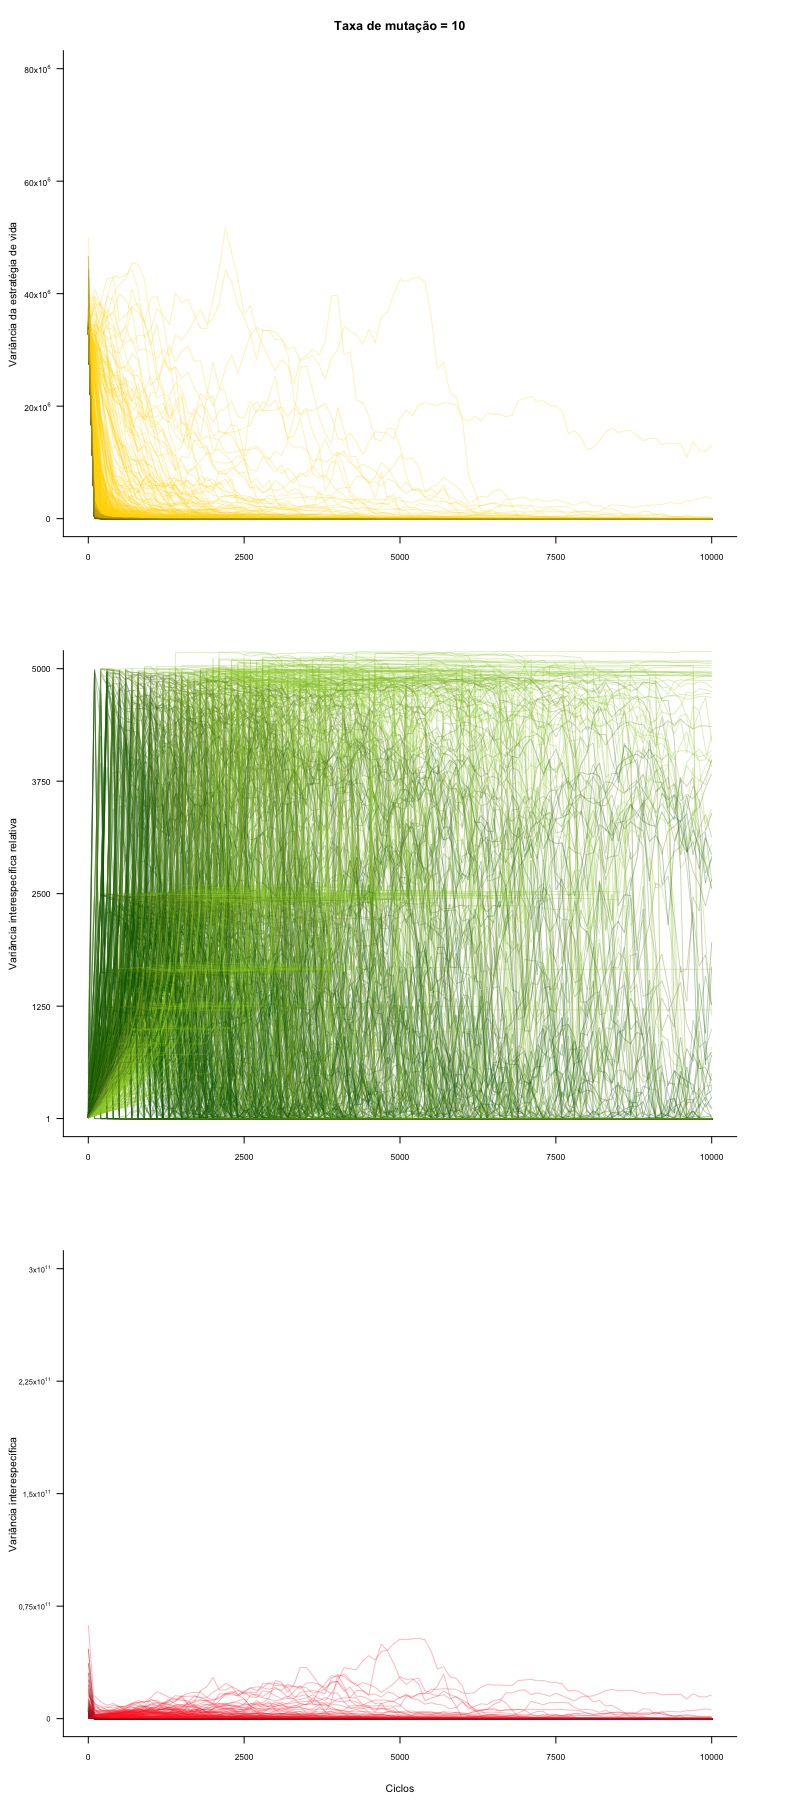 Taxa de mutação = 10
Variância da estratégia de vida
80x10⁶
60x10⁶
40x10⁶
20x10⁶
0
0 2500 5000 7500 10000
Variância interespecífica relativa
5000
3750
2500
1250
1
0 2500 5000 7500 10000
Variância interespecífica
3x10¹¹
2,25x10¹¹
1,5x10¹¹
0,75x10¹¹
0
0 2500 5000 7500 10000
Ciclos